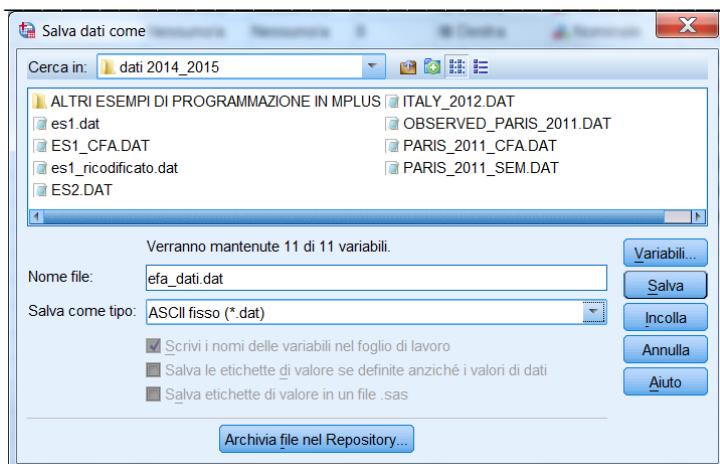 Salva dati come
Cerca in: dati 2014_2015
ALTRI ESEMPI DI PROGRAMMAZIONE IN MPLUS
es1.dat
ES1_CFA.DAT
es1_ricodificato.dat
ES2.DAT
ITALY_2012.DAT
OBSERVED_PARIS_2011.DAT
PARIS_2011_CFA.DAT
PARIS_2011_SEM.DAT
Verranno mantenute 11 di 11 variabili.
Nome file: efa_dati.dat
Salva come tipo: ASCII fisso (*.dat)
Scrivi i nomi delle variabili nel foglio di lavoro
Salva le etichette di valore se definite anziché i valori di dati
Salva etichette di valore in un file .sas
Variabili...
Salva
Incolla
Annulla
Aiuto
Archivia file nel Repository...